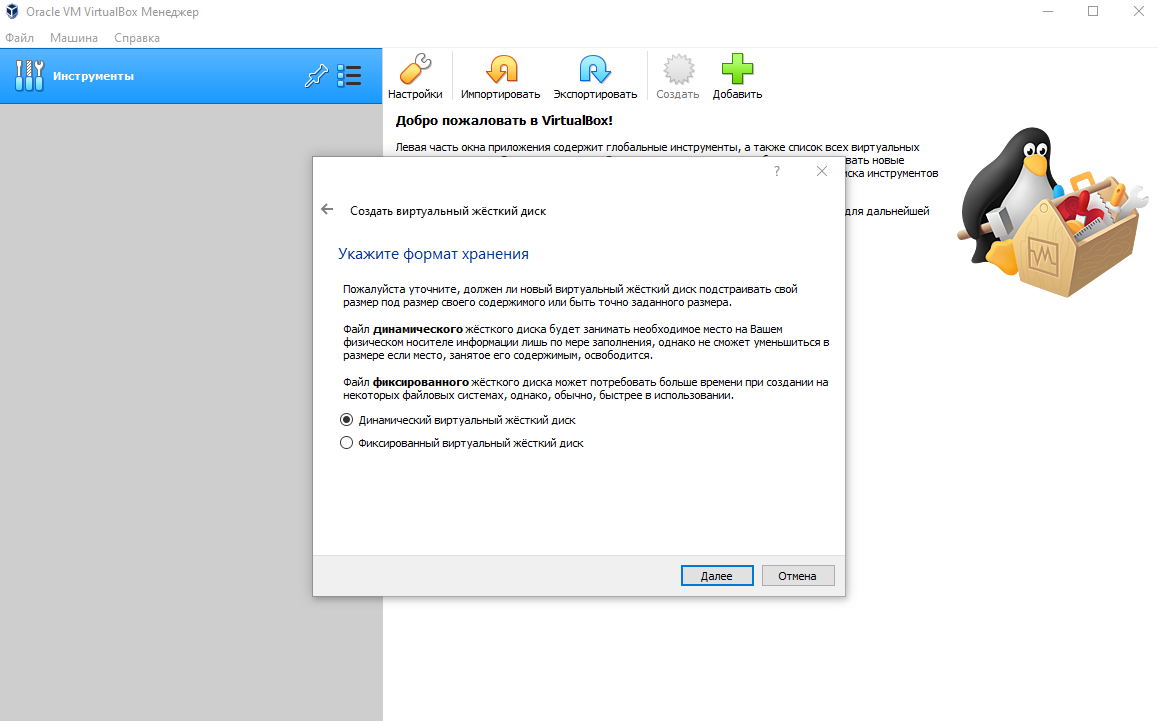 Oracle VM VirtualBox Менеджер
Файл Машина Справка
Инструменты
Настройки Импортировать Экспортировать Создать Добавить
Добро пожаловать в VirtualBox!
Левая часть окна приложения содержит глобальные инструменты, а также список всех виртуальных
вать новые
ска инструментов
для дальнейшей
?
Создать виртуальный жёсткий диск
Укажите формат хранения
Пожалуйста уточните, должен ли новый виртуальный жёсткий диск подстраивать свой
размер под размер своего содержимого или быть точно заданного размера.
Файл динамического жёсткого диска будет занимать необходимое место на Вашем
физическом носителе информации лишь по мере заполнения, однако не сможет уменьшиться в
размере если место, занятое его содержимым, освободится.
Файл фиксированного жёсткого диска может потребовать больше времени при создании на
некоторых файловых системах, однако, обычно, быстрее в использовании.
Динамический виртуальный жёсткий диск
Фиксированный виртуальный жёсткий диск
Далее Отмена